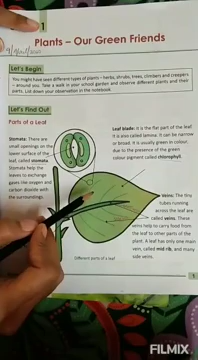 1
Plants – Our Green Friends
Let's Begin
You might have seen different types of plants – herbs, shrubs, trees, climbers and creepers
– around you. Take a walk in your school garden and observe different plants and their
parts. List down your observation in the notebook.
Let's Find Out
Parts of a Leaf
Stomata: There are
small openings on the
lower surface of the
leaf, called stomata.
Stomata help the
leaves to exchange
gases like oxygen and
carbon dioxide with
the surroundings.
Leaf blade: It is the flat part of the leaf.
It is also called lamina. It can be narrow
or broad. It is usually green in colour,
due to the presence of the green
colour pigment called chlorophyll.
Veins: The tiny
tubes running
across the leaf are
called veins. These
veins help to carry food from
the leaf to other parts of the
plant. A leaf has only one main
vein, called mid rib, and many
side veins.
Different parts of a leaf
1
FILMIX